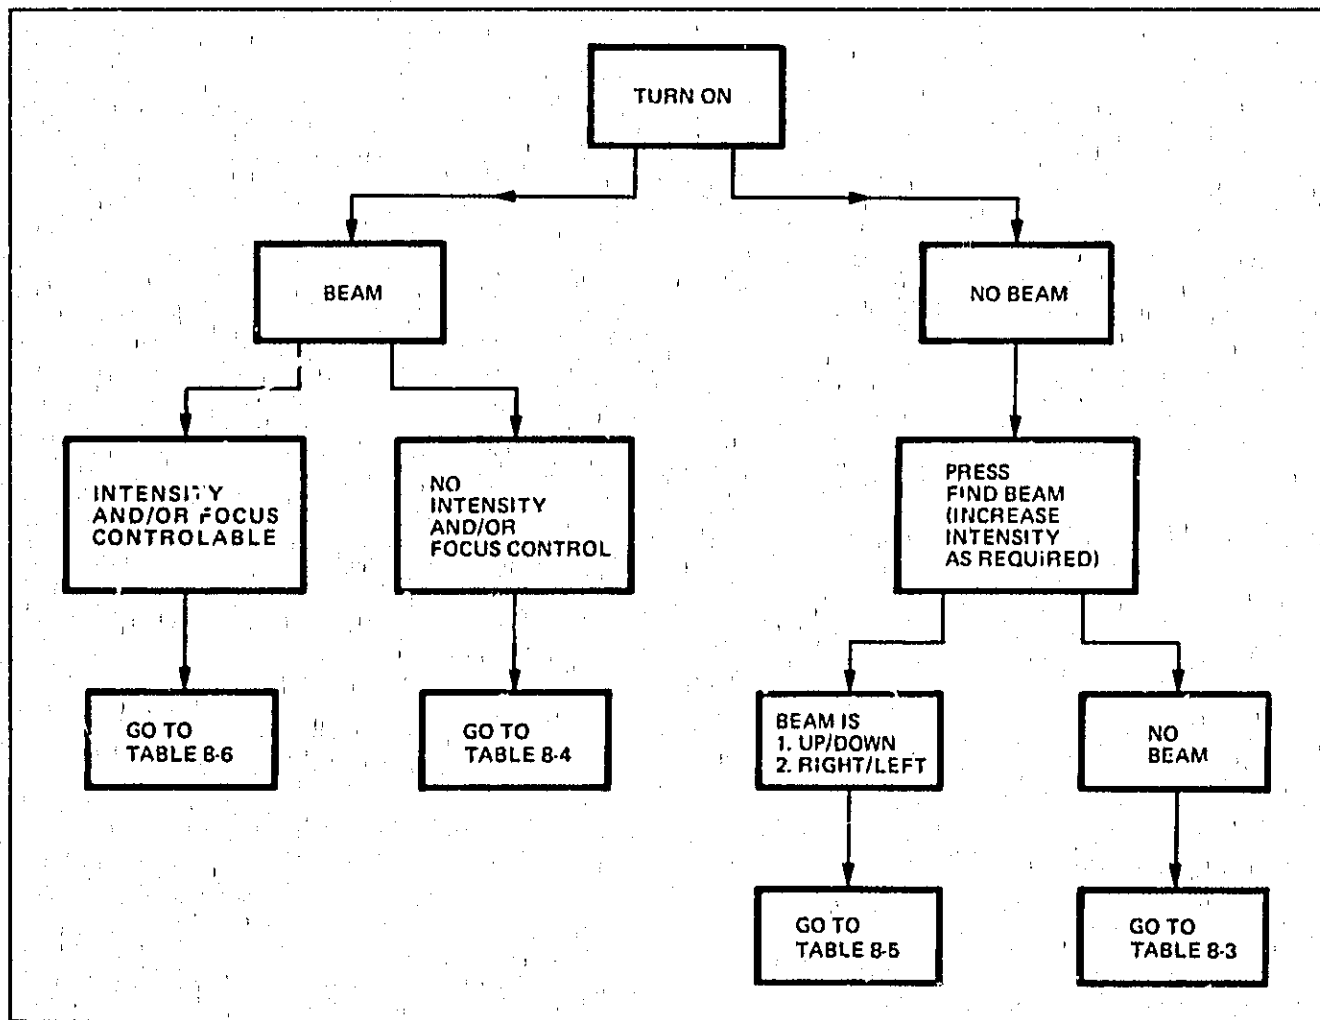 TURN ON
BEAM
NO BEAM
INTENSITY
AND/OR FOCUS
CONTROLABLE
NO
INTENSITY
AND/OR
FOCUS CONTROL
PRESS
FIND BEAM
(INCREASE
INTENSITY
AS REQUIRED)
GO TO
TABLE 8-6
GO TO
TABLE 8-4
BEAM IS
1. UP/DOWN
2. RIGHT/LEFT
NO
BEAM
GO TO
TABLE 8-5
GO TO
TABLE 8-3